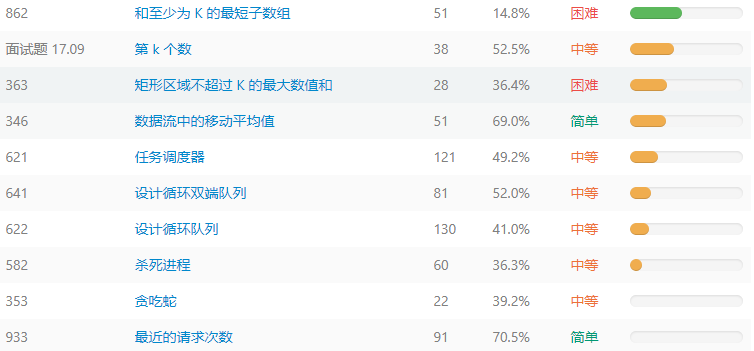 862 和至少为 K 的最短子数组 51 14.8% 困难
面试题 17.09 第 k 个数 38 52.5% 中等
363 矩形区域不超过 K 的最大数值和 28 36.4% 困难
346 数据流中的移动平均值 51 69.0% 简单
621 任务调度器 121 49.2% 中等
641 设计循环双端队列 81 52.0% 中等
622 设计循环队列 130 41.0% 中等
582 杀死进程 60 36.3% 中等
353 贪吃蛇 22 39.2% 中等
933 最近的请求次数 91 70.5% 简单